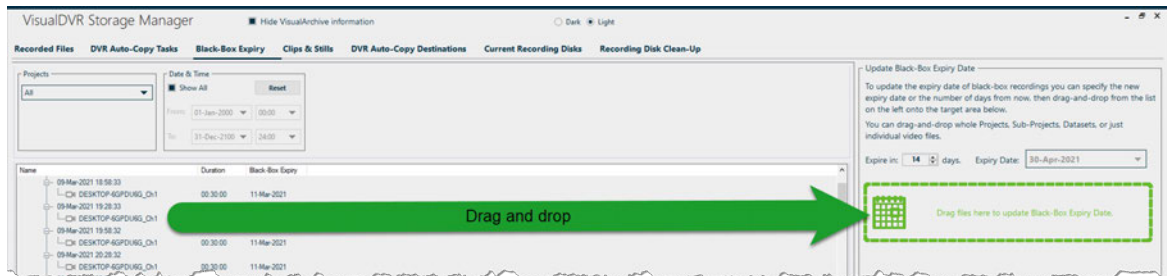 VisualDVR Storage Manager
Hide VisualArchive information
Dark Light
Recorded Files DVR Auto-Copy Tasks Black-Box Expiry Clips & Stills DVR Auto-Copy Destinations Current Recording Disks Recording Disk Clean-Up
Projects
All
Date & Time
Show All Reset
From: 01-Jan-2000 00:00
To: 31-Dec-2100 24:00
Name Duration Black-Box Expiry
09-Mar-2021 18:58:33
DESKTOP-6GPDU6G_Ch1 00:30:00 11-Mar-2021
09-Mar-2021 19:28:33
DESKTOP-6GPDU6G_Ch1
09-Mar-2021 19:58:32
DESKTOP-6GPDU6G_Ch1 00:30:00 11-Mar-2021
09-Mar-2021 20:28:32
DESKTOP-6GPDU6G_Ch1 00:30:00 11-Mar-2021
Drag and drop
Update Black-Box Expiry Date
To update the expiry date of black-box recordings you can specify the new
expiry date or the number of days from now, then drag-and-drop from the list
on the left onto the target area below.
You can drag-and-drop whole Projects, Sub-Projects, Datasets, or just
individual video files.
Expire in: 14 days. Expiry Date: 30-Apr-2021
Drag files here to update Black-Box Expiry Date.